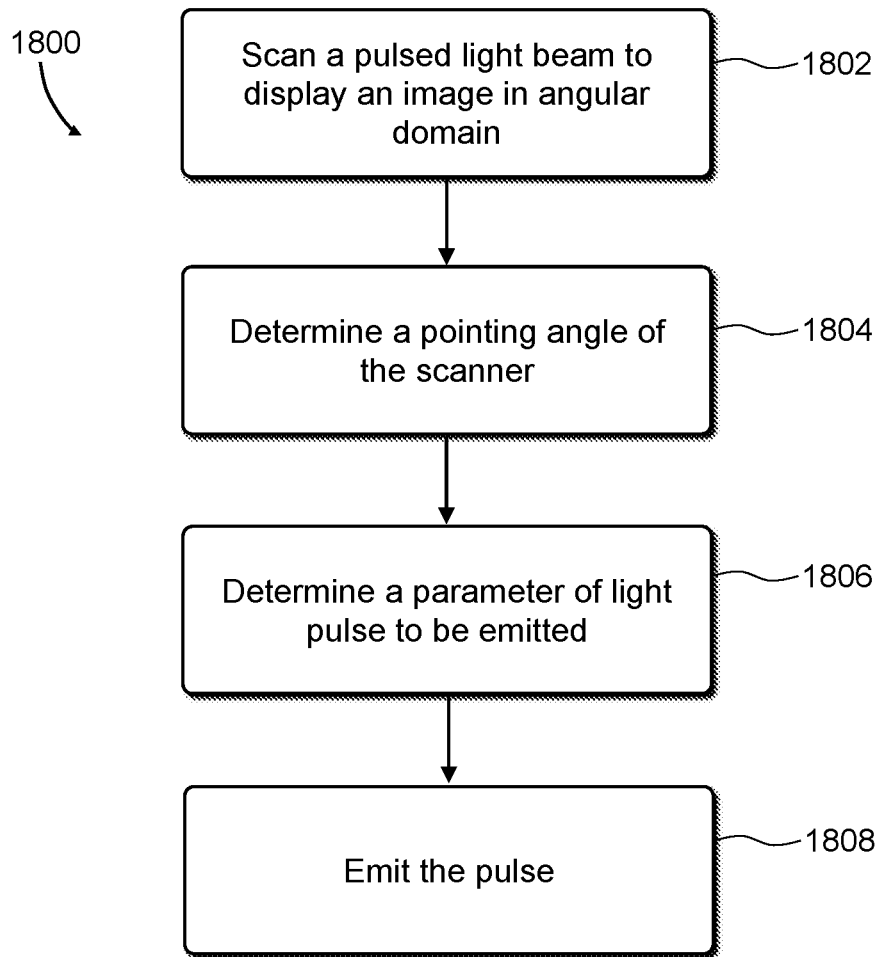 1800
Scan a pulsed light beam to
display an image in angular
domain
1802
Determine a pointing angle of
the scanner
1804
Determine a parameter of light
pulse to be emitted
1806
Emit the pulse
1808